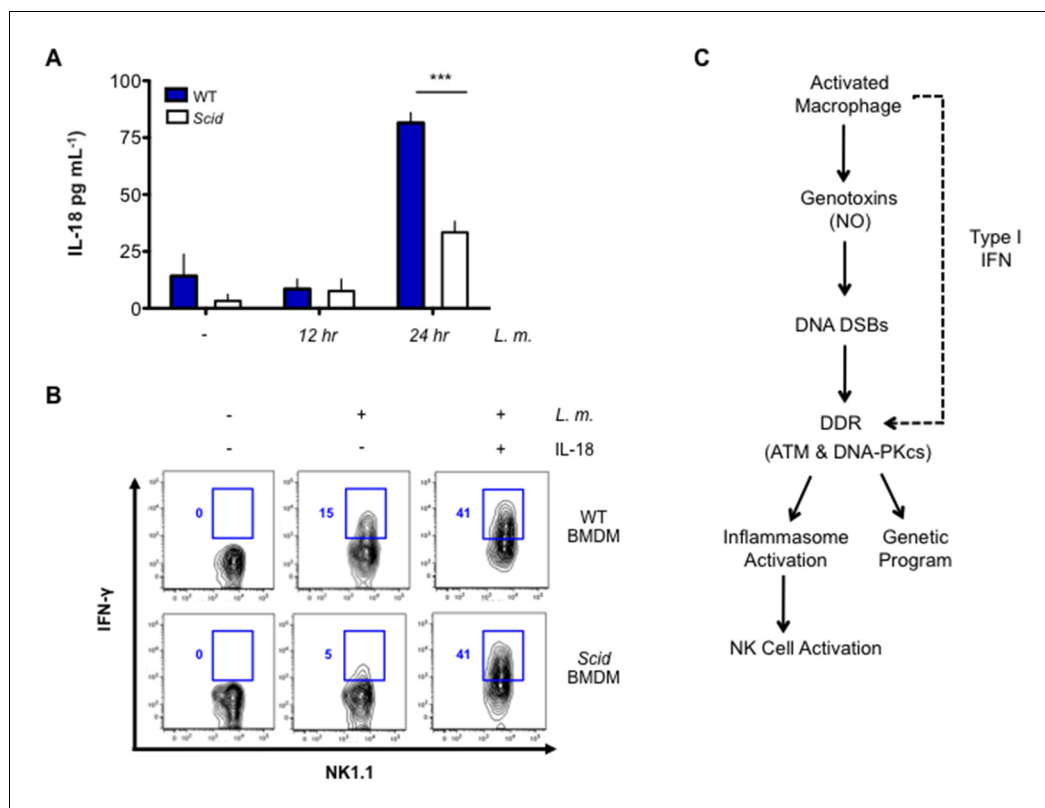 A
100
75
50
25
0
IL-18 pg mL⁻¹
WT
Scid
***
- 12 hr 24 hr L. m.
B
- + + L. m.
- - + IL-18
0 15 41
WT
BMDM
0 5 41
Scid
BMDM
IFN-γ
NK1.1
C
Activated
Macrophage
Genotoxins
(NO)
Type I
IFN
DNA DSBs
DDR
(ATM & DNA-PKcs)
Inflammasome
Activation
Genetic
Program
NK Cell Activation